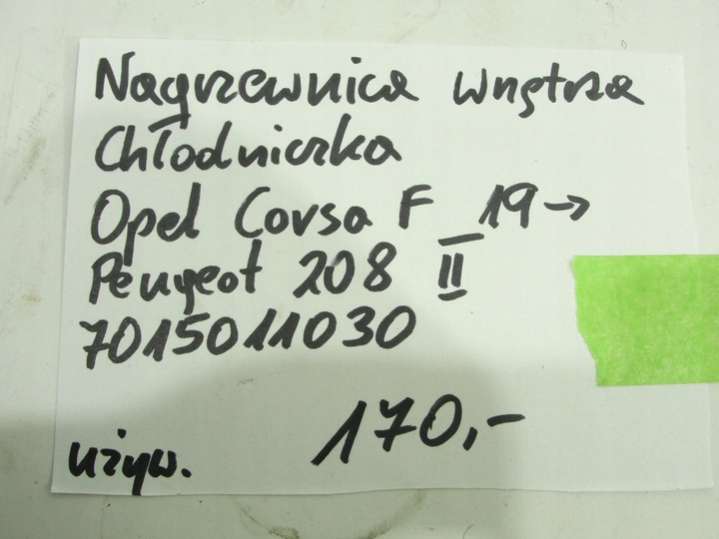 Nagrzewnica wnętrza
Chłodniczka
Opel Corsa F 19→
Peugeot 208 II
7015011030
170,-
używ.